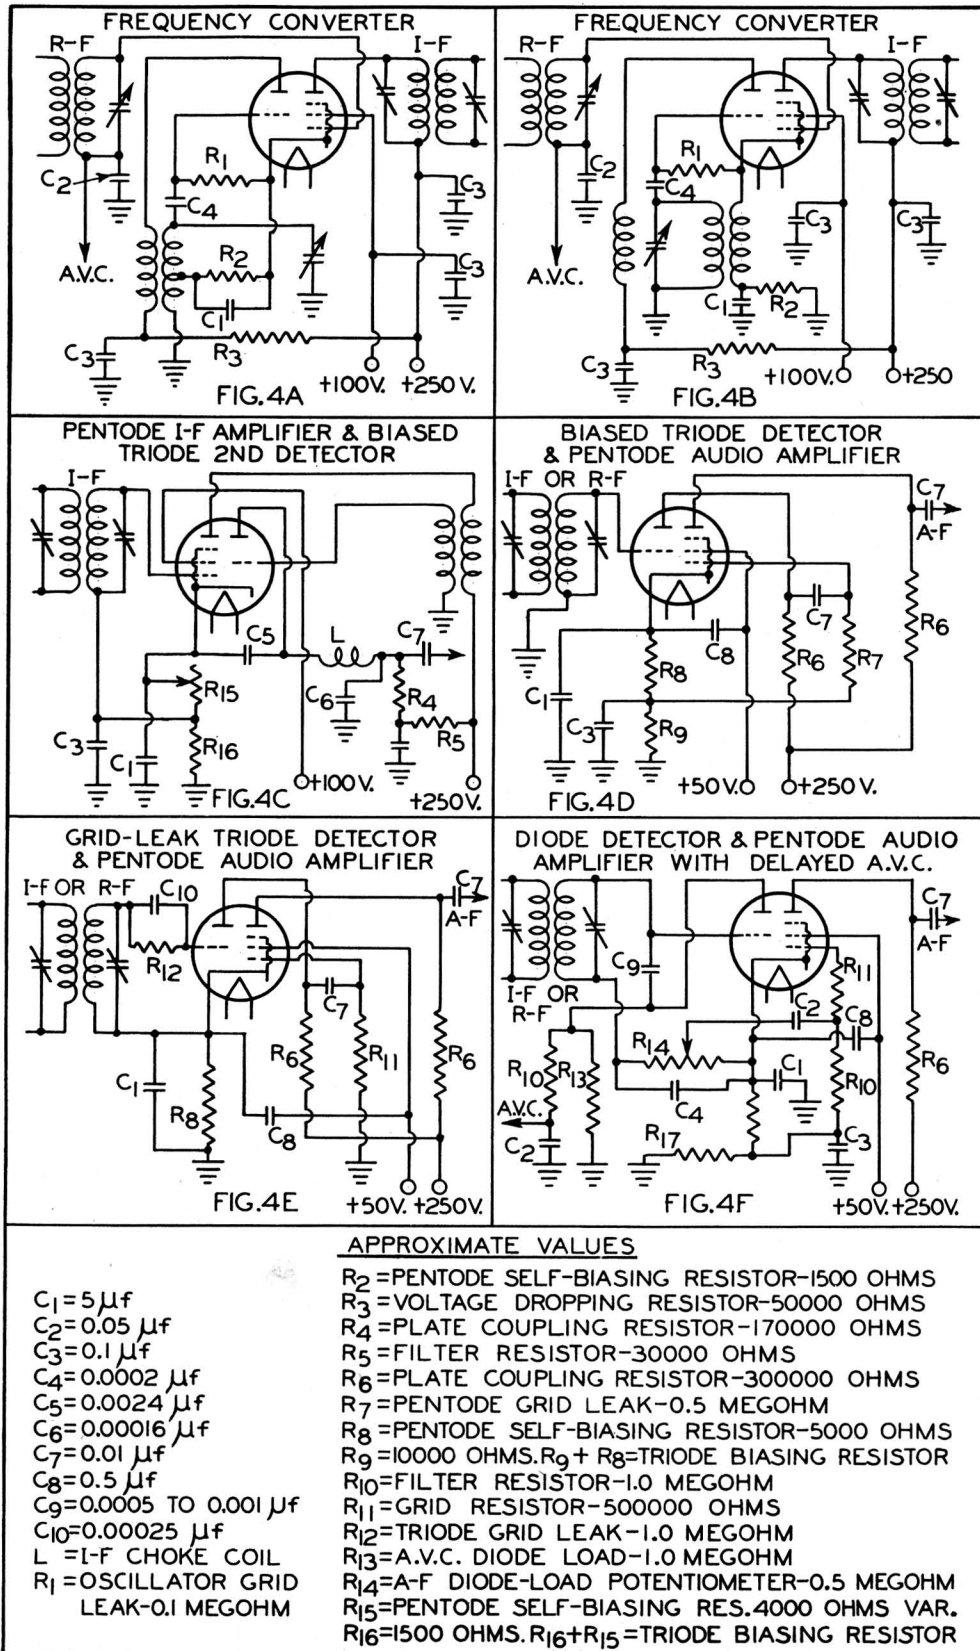 FREQUENCY CONVERTER
R-F
I-F
R1
C2
C4
C3
A.V.C.
R2
C1
C3
C3
R3
+100V. +250V.
FIG.4A
FREQUENCY CONVERTER
R-F
I-F
R1
C2
C4
C3
C3
A.V.C.
C1
R2
C3
R3
+100V.
+250
FIG.4B
PENTODE I-F AMPLIFIER & BIASED
TRIODE 2ND DETECTOR
I-F
C5
L
C7
R15
C6
R4
C3
R16
R5
C1
+100V.
FIG.4C
+250V.
BIASED TRIODE DETECTOR
& PENTODE AUDIO AMPLIFIER
I-F OR R-F
C7
A-F
C7
R6
C8
R8
R6
R7
C1
C3
R9
+50V. +250V.
FIG.4D
GRID-LEAK TRIODE DETECTOR
& PENTODE AUDIO AMPLIFIER
I-F OR R-F
C10
C7
A-F
R12
C7
R6
R11
R6
C1
R8
C8
FIG.4E
+50V. +250V.
DIODE DETECTOR & PENTODE AUDIO
AMPLIFIER WITH DELAYED A.V.C.
C7
A-F
C9
I-F OR
R-F
R11
C2
C8
R14
R10
R13
C1
R10
R6
A.V.C.
C4
C2
R17
C3
FIG.4F
+50V. +250V.
APPROXIMATE VALUES
C1=5 µf
C2=0.05 µf
C3=0.1 µf
C4=0.0002 µf
C5=0.0024 µf
C6=0.00016 µf
C7=0.01 µf
C8=0.5 µf
C9=0.0005 TO 0.001 µf
C10=0.00025 µf
L =I-F CHOKE COIL
R1=OSCILLATOR GRID
LEAK-0.1 MEGOHM
R2=PENTODE SELF-BIASING RESISTOR-1500 OHMS
R3=VOLTAGE DROPPING RESISTOR-50000 OHMS
R4=PLATE COUPLING RESISTOR-170000 OHMS
R5=FILTER RESISTOR-30000 OHMS
R6=PLATE COUPLING RESISTOR-300000 OHMS
R7=PENTODE GRID LEAK-0.5 MEGOHM
R8=PENTODE SELF-BIASING RESISTOR-5000 OHMS
R9=10000 OHMS.R9+R8=TRIODE BIASING RESISTOR
R10=FILTER RESISTOR-1.0 MEGOHM
R11=GRID RESISTOR-500000 OHMS
R12=TRIODE GRID LEAK-1.0 MEGOHM
R13=A.V.C. DIODE LOAD-1.0 MEGOHM
R14=A-F DIODE-LOAD POTENTIOMETER-0.5 MEGOHM
R15=PENTODE SELF-BIASING RES.4000 OHMS VAR.
R16=1500 OHMS.R16+R15=TRIODE BIASING RESISTOR